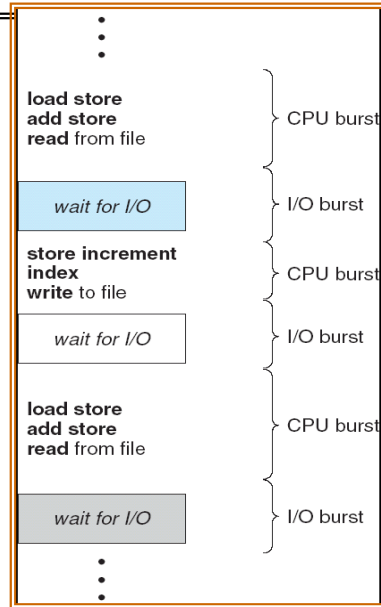 load store
add store
read from file
CPU burst
wait for I/O
I/O burst
store increment
index
write to file
CPU burst
wait for I/O
I/O burst
load store
add store
read from file
CPU burst
wait for I/O
I/O burst